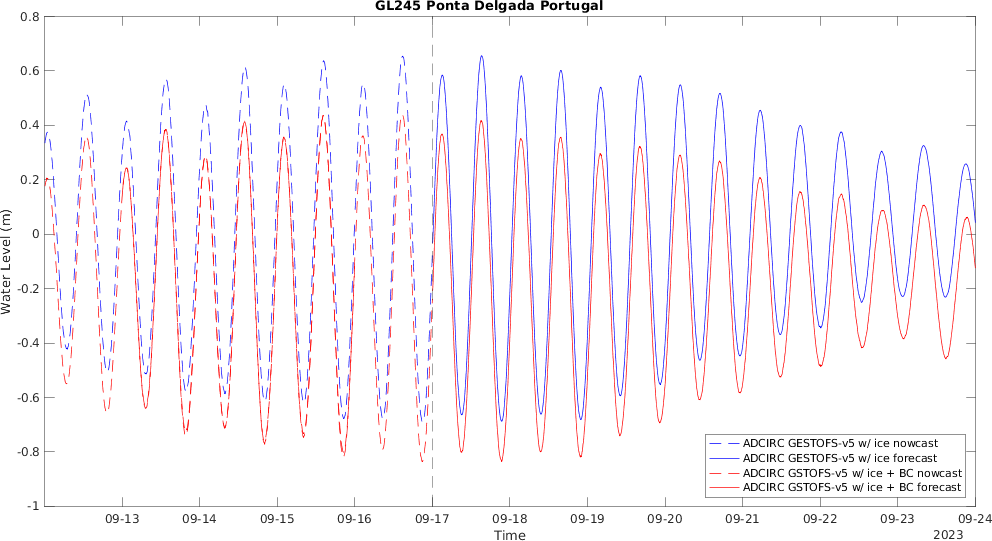 GL245 Ponta Delgada Portugal
0.8
0.6
0.4
0.2
0
-0.2
-0.4
-0.6
-0.8
-1
Water Level (m)
ADCIRC GESTOFS-v5 w/ ice nowcast
ADCIRC GESTOFS-v5 w/ ice forecast
ADCIRC GSTOFS-v5 w/ ice + BC nowcast
ADCIRC GSTOFS-v5 w/ ice + BC forecast
09-13 09-14 09-15 09-16 09-17 09-18 09-19 09-20 09-21 09-22 09-23 09-24
Time
2023